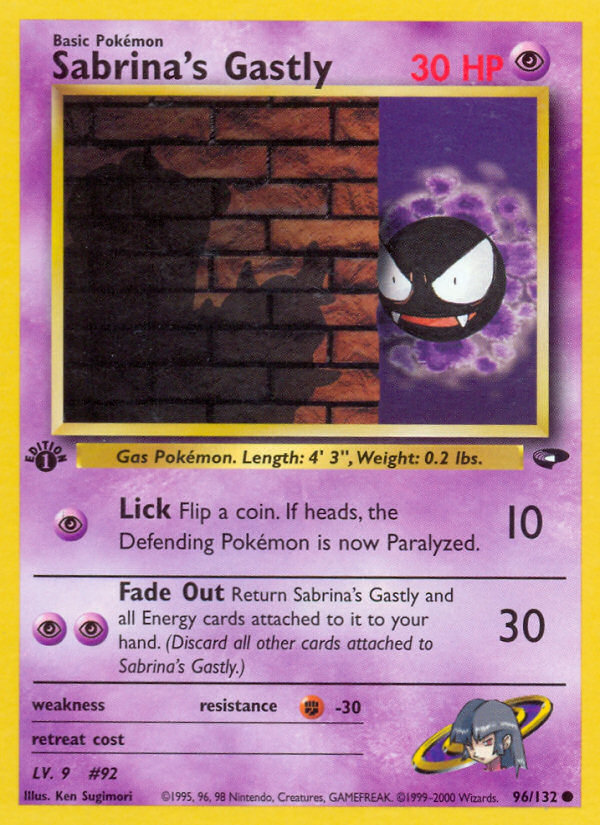 Basic Pokémon
Sabrina's Gastly 30 HP
EDITION
1
Gas Pokémon. Length: 4' 3", Weight: 0.2 lbs.
Lick Flip a coin. If heads, the
Defending Pokémon is now Paralyzed.
10
Fade Out Return Sabrina's Gastly and
all Energy cards attached to it to your
hand. (Discard all other cards attached to
Sabrina's Gastly.)
30
weakness resistance -30
retreat cost
LV. 9 #92
Illus. Ken Sugimori ©1995, 96, 98 Nintendo, Creatures, GAMEFREAK. ©1999-2000 Wizards. 96/132